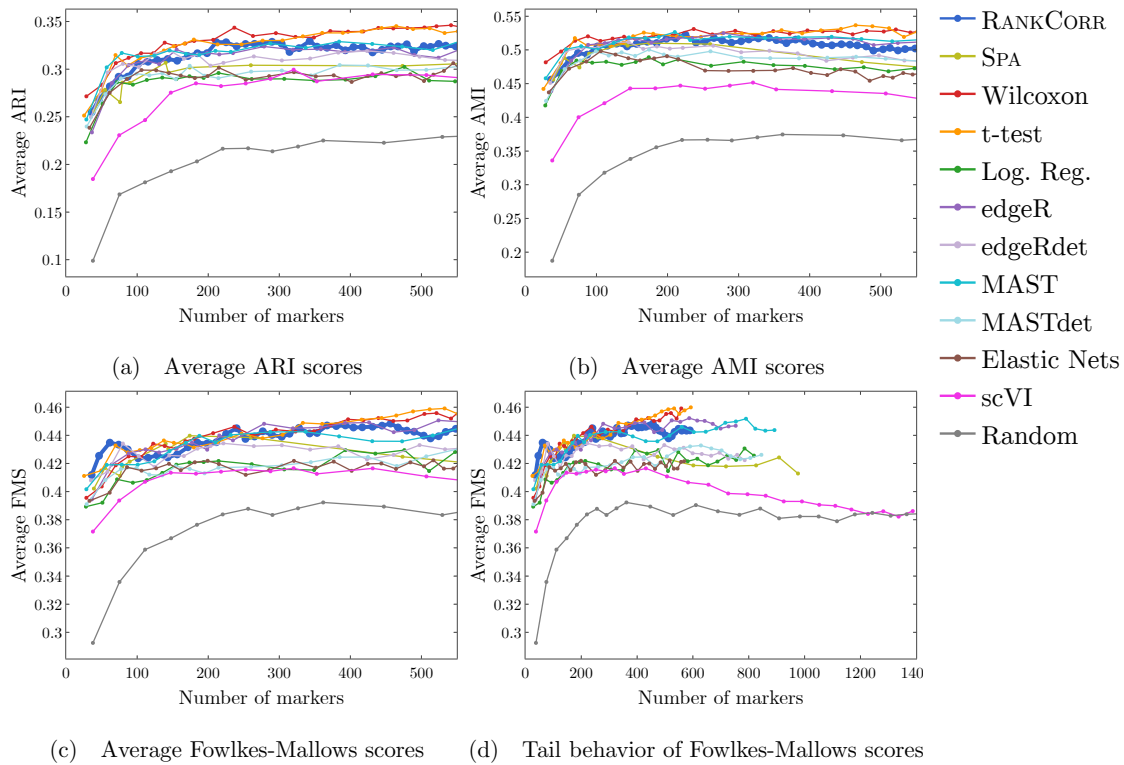 0.35
0.3
0.25
0.2
0.15
0.1
Average ARI
0
100
200
300
400
500
Number of markers
(a) Average ARI scores
0.55
0.5
0.45
0.4
0.35
0.3
0.25
0.2
Average AMI
0
100
200
300
400
500
Number of markers
(b) Average AMI scores
0.46
0.44
0.42
0.4
0.38
0.36
0.34
0.32
0.3
Average FMS
0
100
200
300
400
500
Number of markers
(c) Average Fowlkes-Mallows scores
0.46
0.44
0.42
0.4
0.38
0.36
0.34
0.32
0.3
Average FMS
0
200
400
600
800
1000
1200
140
Number of markers
(d) Tail behavior of Fowlkes-Mallows scores
RANKCORR
SPA
Wilcoxon
t-test
Log. Reg.
edgeR
edgeRdet
MAST
MASTdet
Elastic Nets
scVI
Random